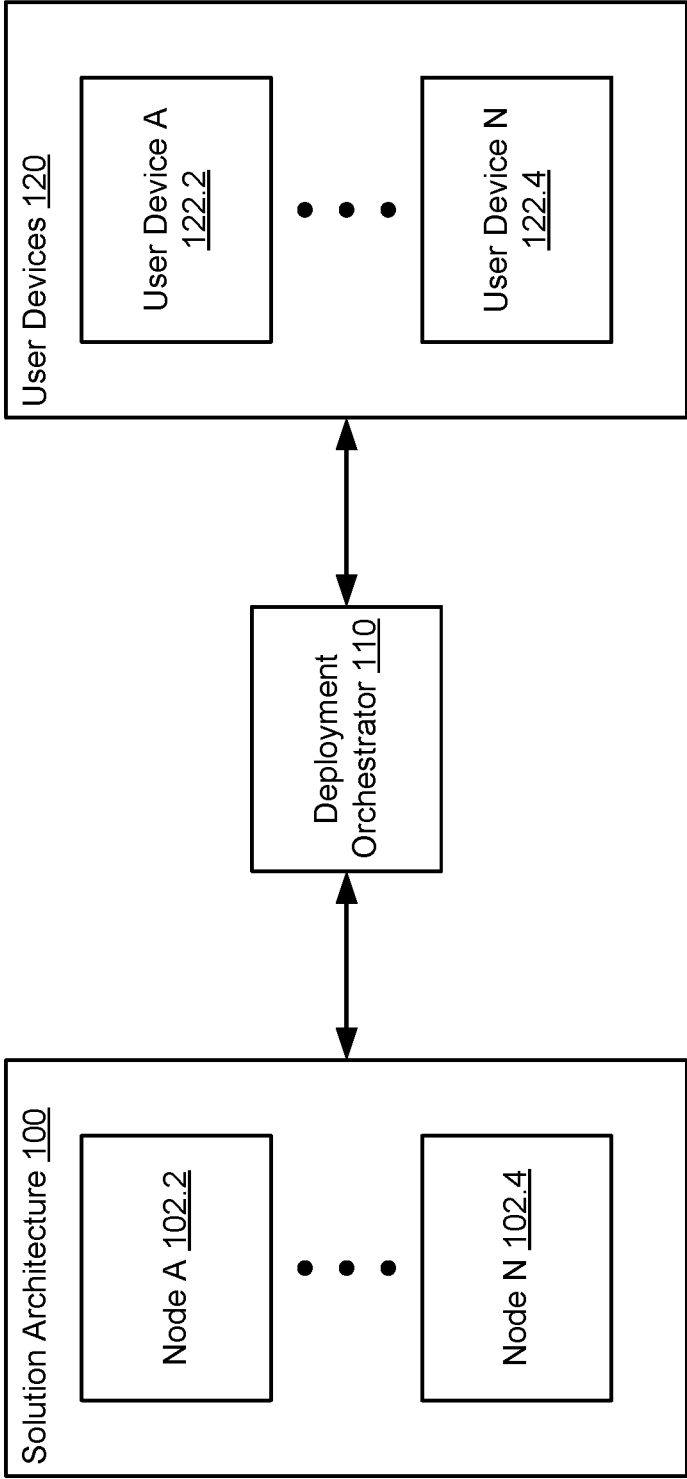 Solution Architecture 100
Node A 102.2
Node N 102.4
Deployment
Orchestrator 110
User Devices 120
User Device A
122.2
User Device N
122.4